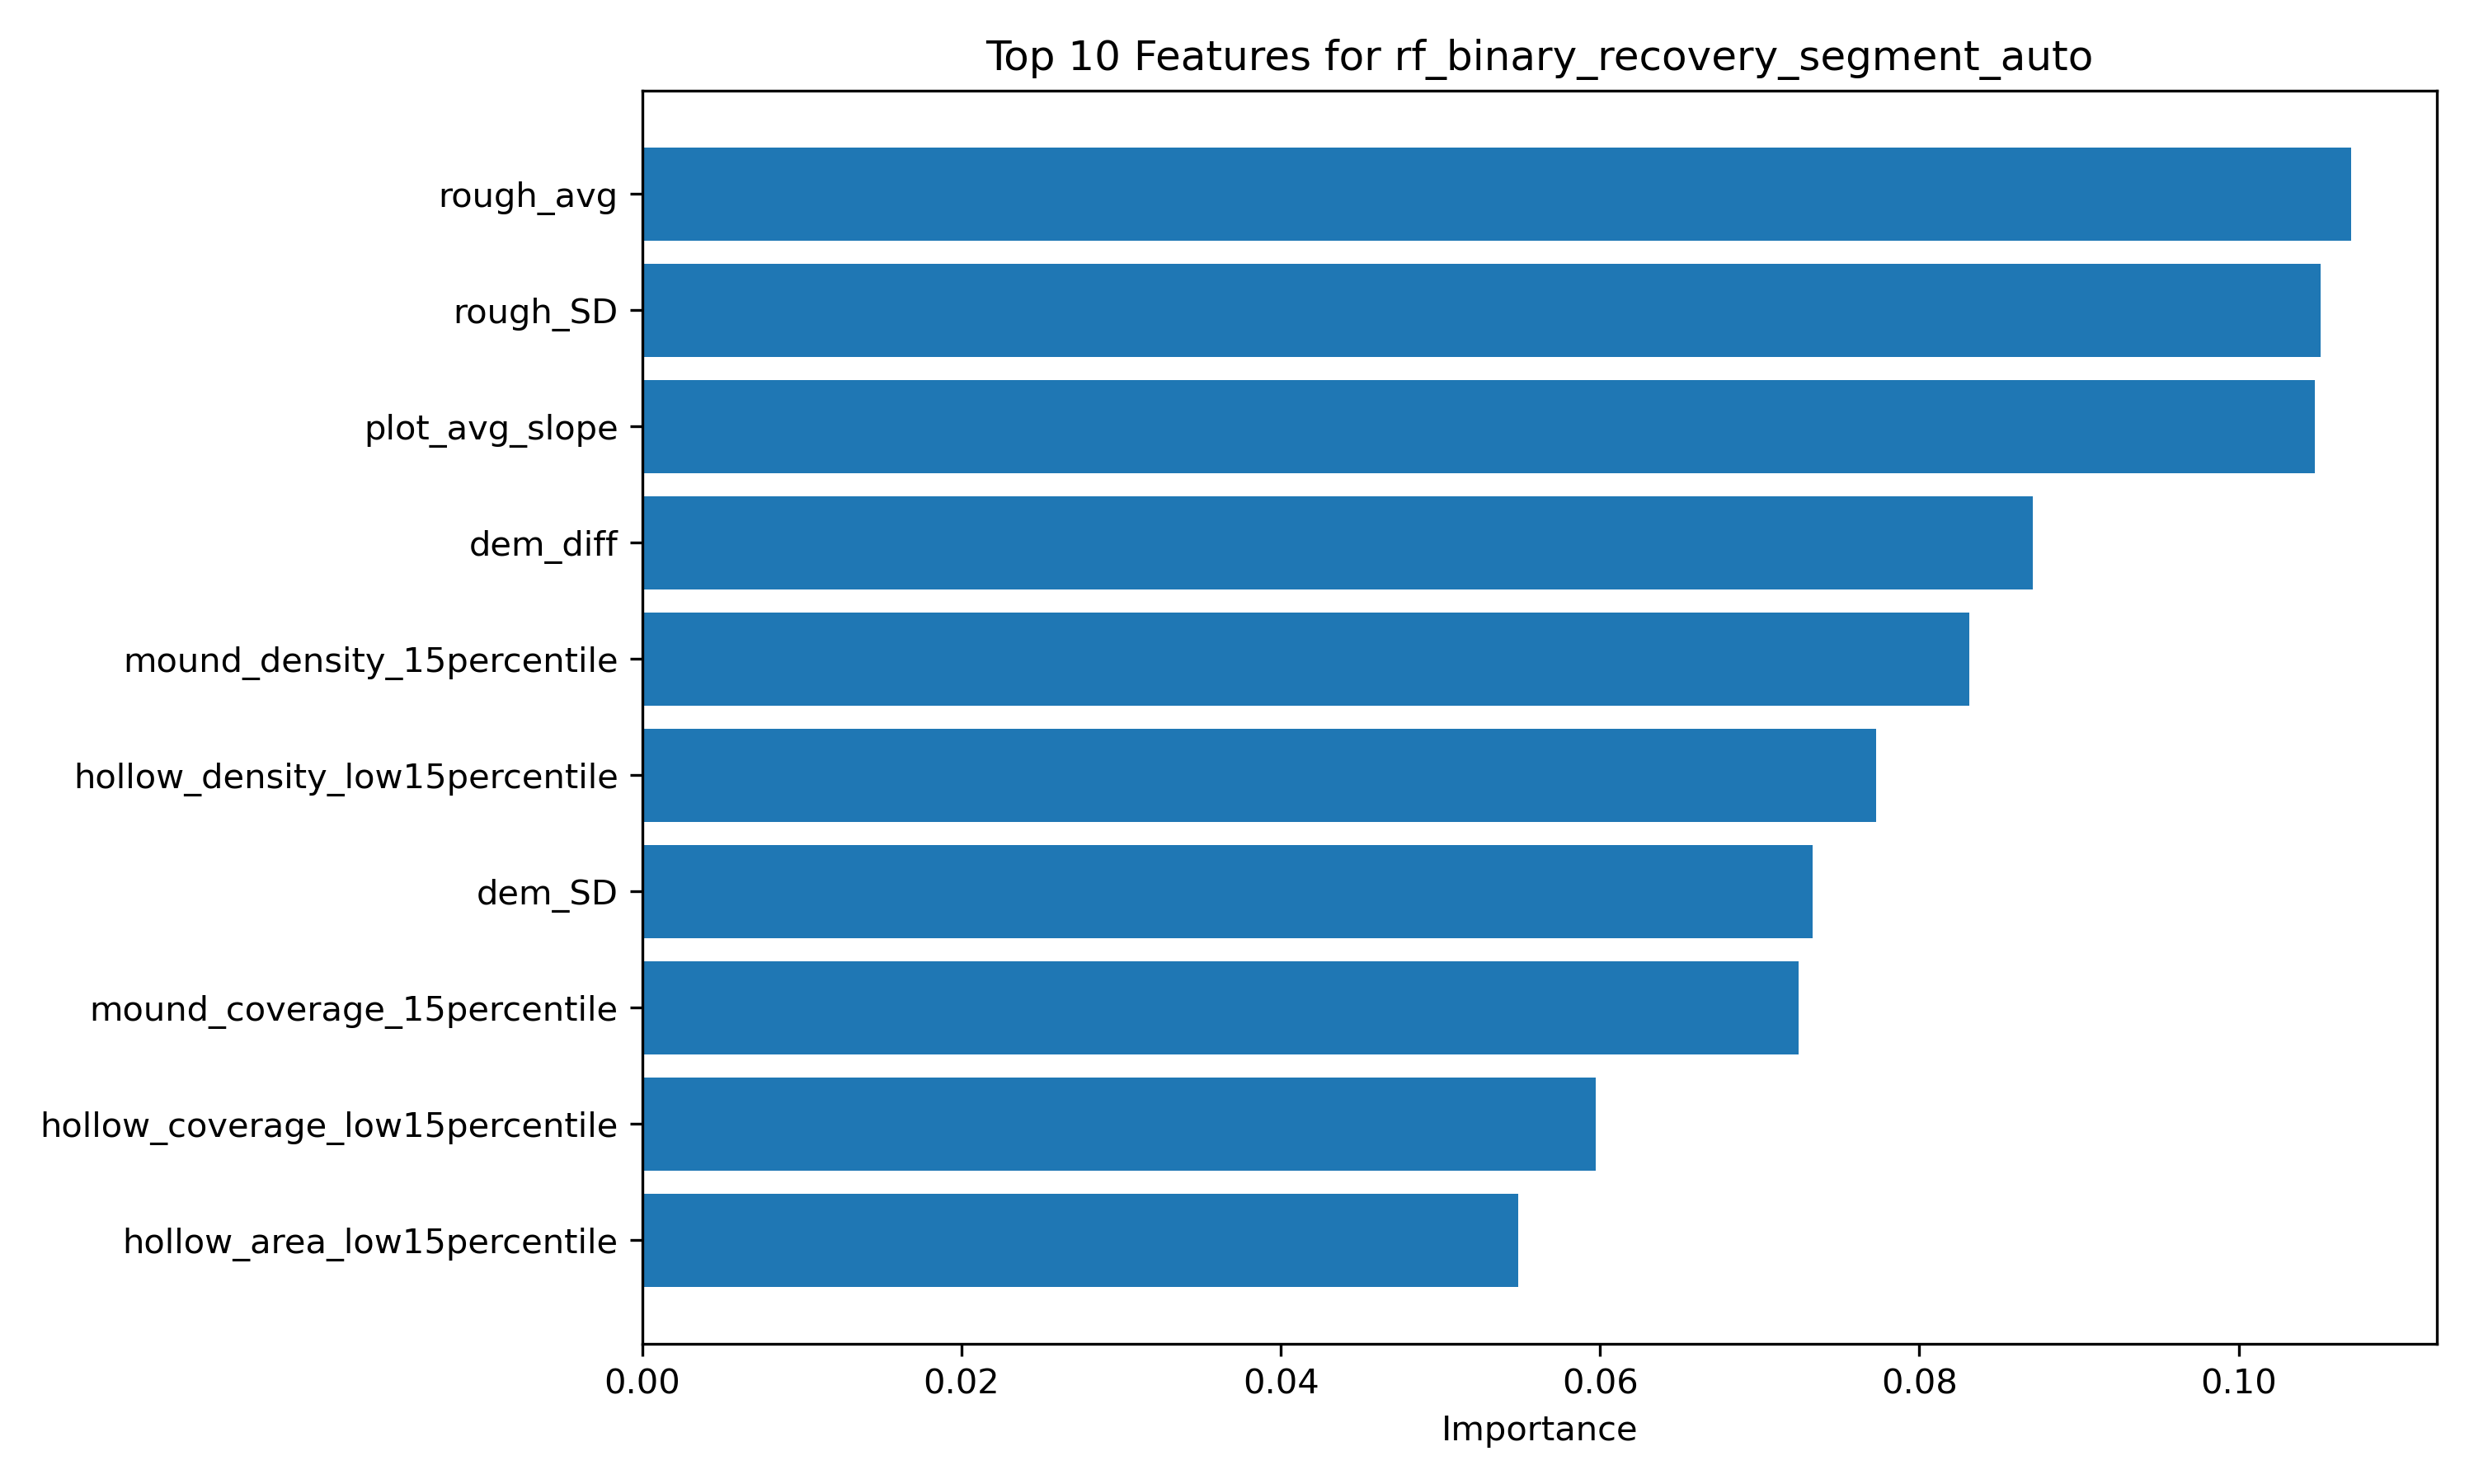 Top 10 Features for rf_binary_recovery_segment_auto
rough_avg
rough_SD
plot_avg_slope
dem_diff
mound_density_15percentile
hollow_density_low15percentile
dem_SD
mound_coverage_15percentile
hollow_coverage_low15percentile
hollow_area_low15percentile
0.00 0.02 0.04 0.06 0.08 0.10
Importance